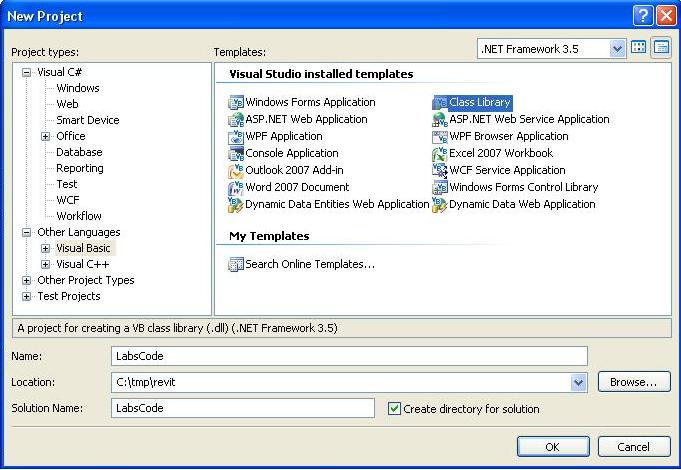 New Project
Project types:
Templates:
.NET Framework 3.5
Visual C#
Windows
Web
Smart Device
Office
Database
Reporting
Test
WCF
Workflow
Other Languages
Visual Basic
Visual C++
Other Project Types
Test Projects
Visual Studio installed templates
Windows Forms Application
Class Library
ASP.NET Web Application
ASP.NET Web Service Application
WPF Application
WPF Browser Application
Console Application
Excel 2007 Workbook
Outlook 2007 Add-in
WCF Service Application
Word 2007 Document
Windows Forms Control Library
Dynamic Data Entities Web Application
Dynamic Data Web Application
My Templates
Search Online Templates...
A project for creating a VB class library (.dll) (.NET Framework 3.5)
Name:
LabsCode
Location:
C:\tmp\revit
Browse...
Solution Name:
LabsCode
Create directory for solution
OK
Cancel